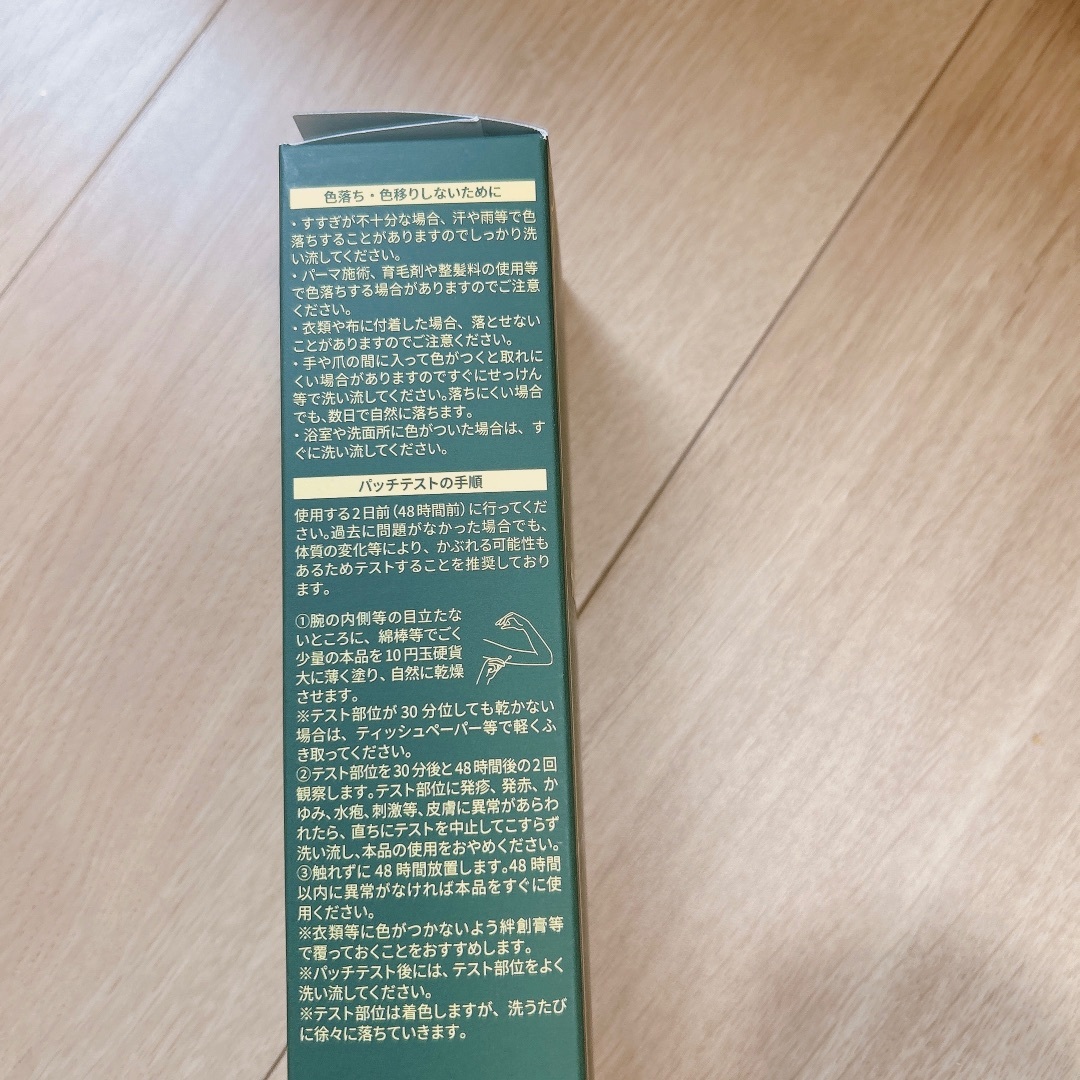 色落ち・色移りしないために
・すすぎが不十分な場合、汗や雨等で色
落ちすることがありますのでしっかり洗
い流してください。
・パーマ施術、育毛剤や整髪料の使用等
で色落ちする場合がありますのでご注意
ください。
・衣類や布に付着した場合、落とせない
ことがありますのでご注意ください。
・手や爪の間に入って色がつくと取れに
くい場合がありますのですぐにせっけん
等で洗い流してください。落ちにくい場合
でも、数日で自然に落ちます。
・浴室や洗面所に色がついた場合は、す
ぐに洗い流してください。
パッチテストの手順
使用する2日前（48時間前）に行ってくだ
さい。過去に問題がなかった場合でも、
体質の変化等により、かぶれる可能性も
あるためテストすることを推奨しており
ます。
①腕の内側等の目立たな
いところに、綿棒等でごく
少量の本品を10円玉硬貨
大に薄く塗り、自然に乾燥
させます。
※テスト部位が 30 分位しても乾かない
場合は、ティッシュペーパー等で軽くふ
き取ってください。
②テスト部位を30分後と48時間後の2回
観察します。テスト部位に発疹、発赤、か
ゆみ、水疱、刺激等、皮膚に異常があらわ
れたら、直ちにテストを中止してこすらず
洗い流し、本品の使用をおやめください。
③触れずに 48 時間放置します。48 時間
以内に異常がなければ本品をすぐに使
用ください。
※衣類等に色がつかないよう絆創膏等
で覆っておくことをおすすめします。
※パッチテスト後には、テスト部位をよく
洗い流してください。
※テスト部位は着色しますが、洗うたび
に徐々に落ちていきます。